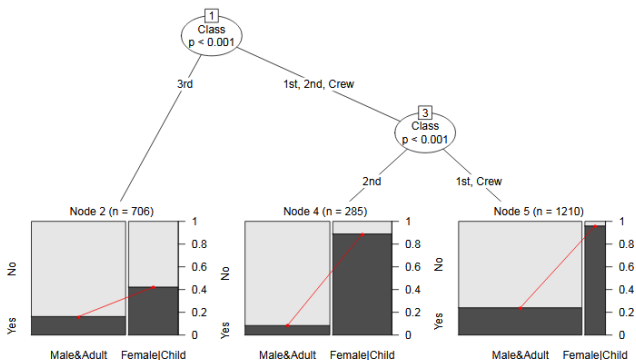 1
Class
p < 0.001
3rd
1st, 2nd, Crew
3
Class
p < 0.001
2nd
1st, Crew
Node 2 (n = 706)
No
Yes
1
0.8
0.6
0.4
0.2
0
Male&Adult
Female|Child
Node 4 (n = 285)
No
Yes
1
0.8
0.6
0.4
0.2
0
Male&Adult
Female|Child
Node 5 (n = 1210)
No
Yes
1
0.8
0.6
0.4
0.2
0
Male&Adult
Female|Child